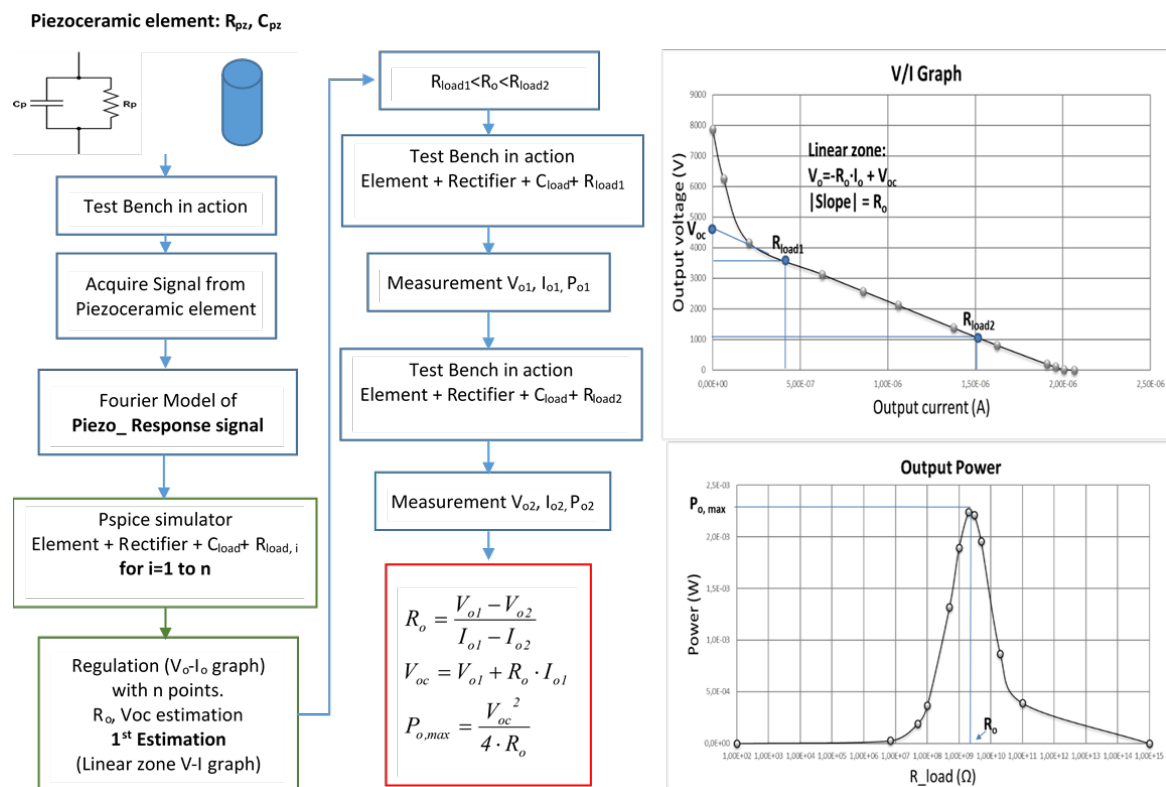 Piezoceramic element: Rpz, Cpz
Cp
Rp
Test Bench in action
Acquire Signal from
Piezoceramic element
Fourier Model of
Piezo_ Response signal
Pspice simulator
Element + Rectifier + Cload+ Rload, i
for i=1 to n
Regulation (Vo-Io graph)
with n points.
Ro, Voc estimation
1st Estimation
(Linear zone V-I graph)
Rload1<Ro<Rload2
Test Bench in action
Element + Rectifier + Cload+ Rload1
Measurement Vo1, Io1, Po1
Test Bench in action
Element + Rectifier + Cload+ Rload2
Measurement Vo2, Io2, Po2
Ro = (Vo1 − Vo2) / (Io1 − Io2)
Voc = Vo1 + Ro · Io1
Po,max = Voc² / (4 · Ro)
V/I Graph
Output voltage (V)
9000
8000
7000
6000
5000
4000
3000
2000
1000
0
Linear zone:
Vo=-Ro·Io + Voc
|Slope| = Ro
Voc
Rload1
Rload2
0,00E+00 5,00E-07 1,00E-06 1,50E-06 2,00E-06 2,50E-06
Output current (A)
Output Power
Power (W)
2,5E-03
Po, max
2,0E-03
1,0E-03
5,0E-04
0,0E+00
Ro
1,00E+02 1,00E+03 1,00E+04 1,00E+05 1,00E+06 1,00E+07 1,00E+08 1,00E+09 1,00E+10 1,00E+11 1,00E+12 1,00E+13 1,00E+14 1,00E+15
R_load (Ω)